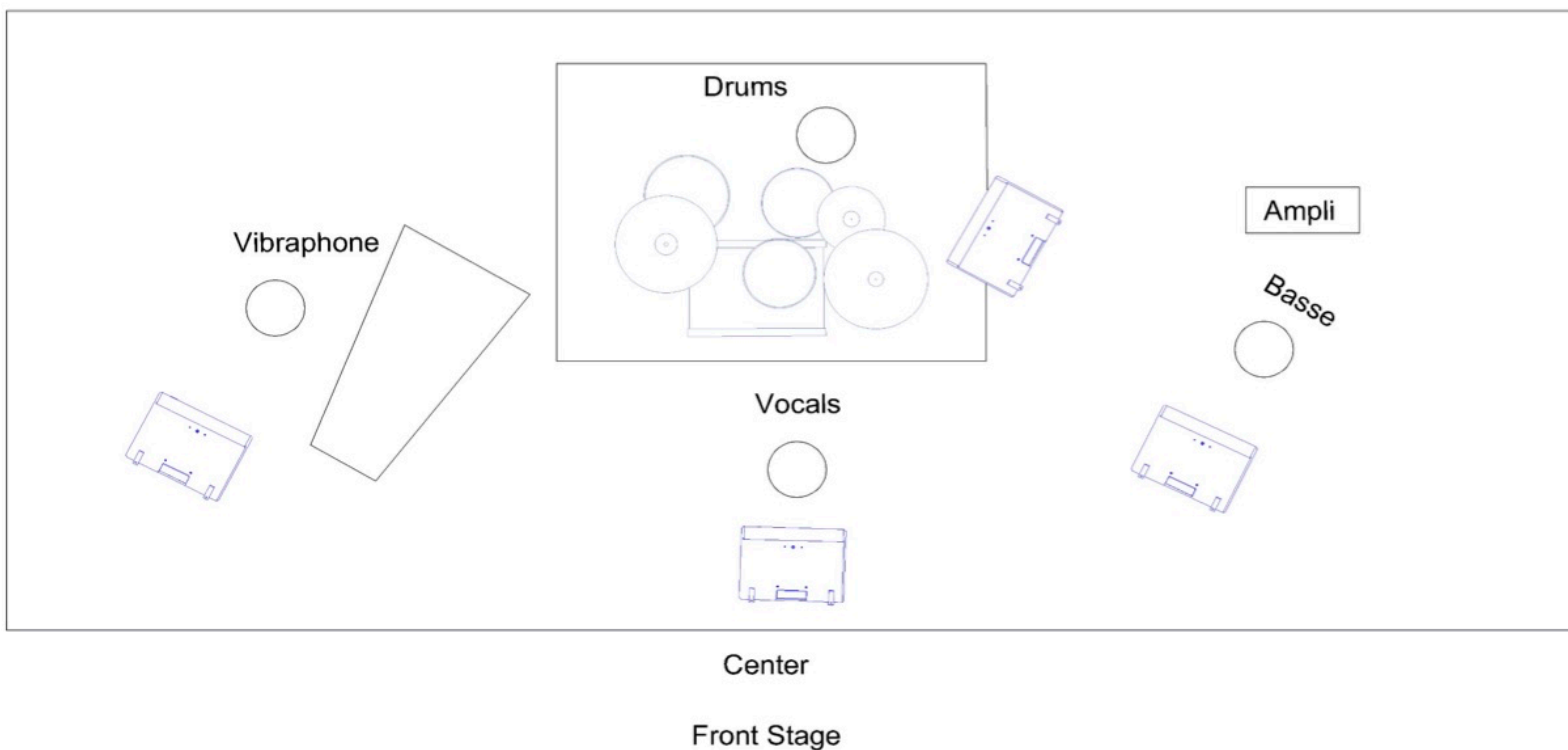 Drums
Ampli
Vibraphone
Basse
Vocals
Center
Front Stage